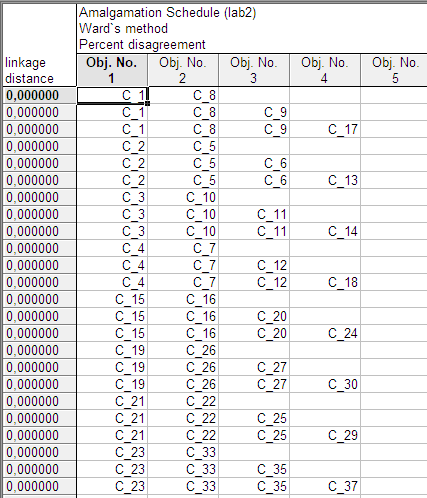 Amalgamation Schedule (lab2)
Ward`s method
Percent disagreement
linkage distance Obj. No. 1 Obj. No. 2 Obj. No. 3 Obj. No. 4 Obj. No. 5
0,000000 C_1 C_8
0,000000 C_1 C_8 C_9
0,000000 C_1 C_8 C_9 C_17
0,000000 C_2 C_5
0,000000 C_2 C_5 C_6
0,000000 C_2 C_5 C_6 C_13
0,000000 C_3 C_10
0,000000 C_3 C_10 C_11
0,000000 C_3 C_10 C_11 C_14
0,000000 C_4 C_7
0,000000 C_4 C_7 C_12
0,000000 C_4 C_7 C_12 C_18
0,000000 C_15 C_16
0,000000 C_15 C_16 C_20
0,000000 C_15 C_16 C_20 C_24
0,000000 C_19 C_26
0,000000 C_19 C_26 C_27
0,000000 C_19 C_26 C_27 C_30
0,000000 C_21 C_22
0,000000 C_21 C_22 C_25
0,000000 C_21 C_22 C_25 C_29
0,000000 C_23 C_33
0,000000 C_23 C_33 C_35
0,000000 C_23 C_33 C_35 C_37